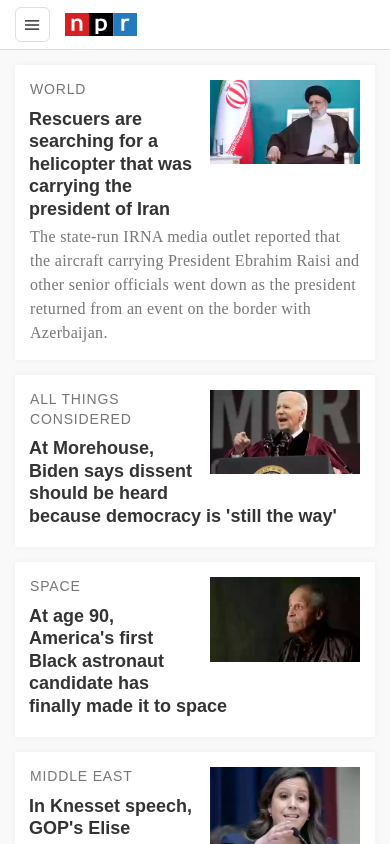 npr
WORLD
Rescuers are
searching for a
helicopter that was
carrying the
president of Iran
The state-run IRNA media outlet reported that
the aircraft carrying President Ebrahim Raisi and
other senior officials went down as the president
returned from an event on the border with
Azerbaijan.
ALL THINGS
CONSIDERED
At Morehouse,
Biden says dissent
should be heard
because democracy is 'still the way'
SPACE
At age 90,
America's first
Black astronaut
candidate has
finally made it to space
MIDDLE EAST
In Knesset speech,
GOP's Elise